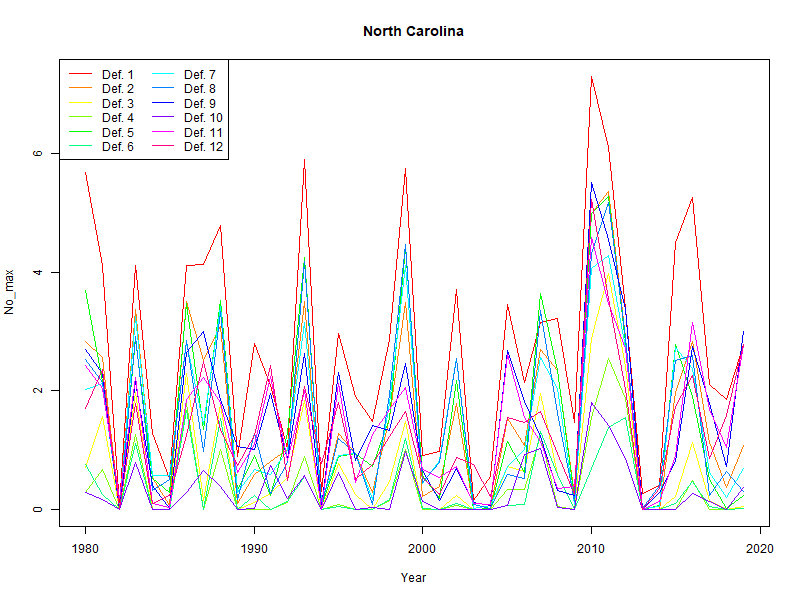 North Carolina
Def. 1 Def. 7
Def. 2 Def. 8
Def. 3 Def. 9
Def. 4 Def. 10
Def. 5 Def. 11
Def. 6 Def. 12
6
4
2
0
No_max
1980 1990 2000 2010 2020
Year